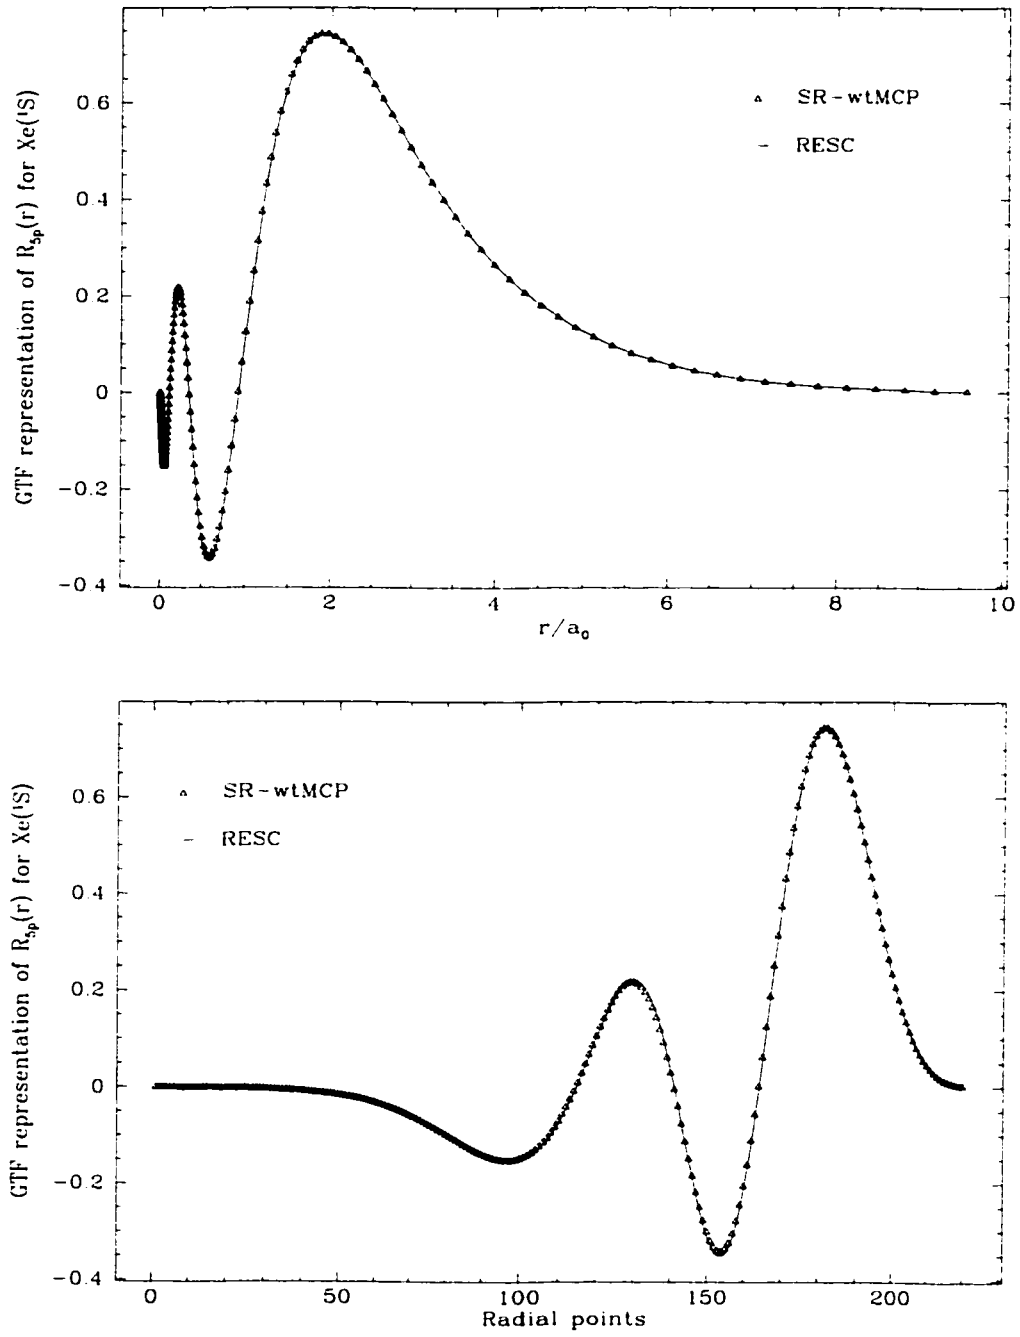 GTF representation of R5p(r) for Xe(¹S)
0.6
0.4
0.2
0
−0.2
−0.4
SR-wtMCP
RESC
0 2 4 6 8 10
r/a0
GTF representation of R5p(r) for Xe(¹S)
0.6
0.4
0.2
0
−0.2
−0.4
SR-wtMCP
RESC
0 50 100 150 200
Radial points